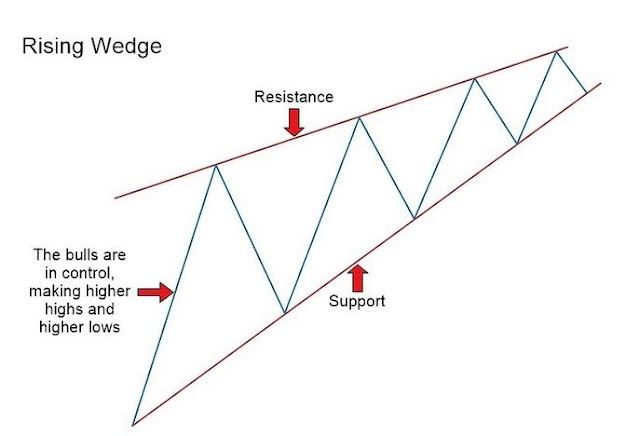 Rising Wedge
Resistance
The bulls are
in control,
making higher
highs and
higher lows
Support